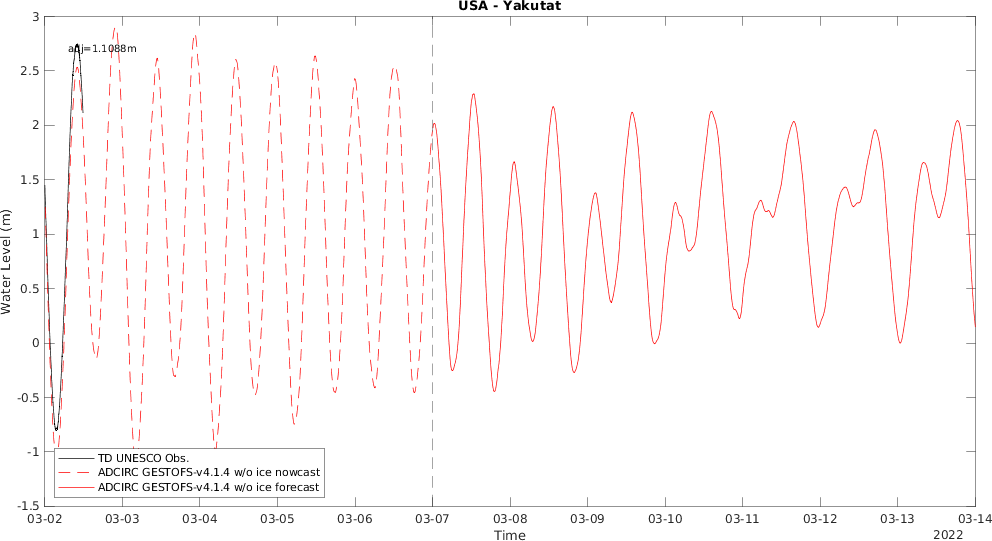 USA - Yakutat
adj=1.1088m
3
2.5
2
1.5
1
0.5
0
-0.5
-1
-1.5
Water Level (m)
TD UNESCO Obs.
ADCIRC GESTOFS-v4.1.4 w/o ice nowcast
ADCIRC GESTOFS-v4.1.4 w/o ice forecast
03-02 03-03 03-04 03-05 03-06 03-07 03-08 03-09 03-10 03-11 03-12 03-13 03-14
Time
2022